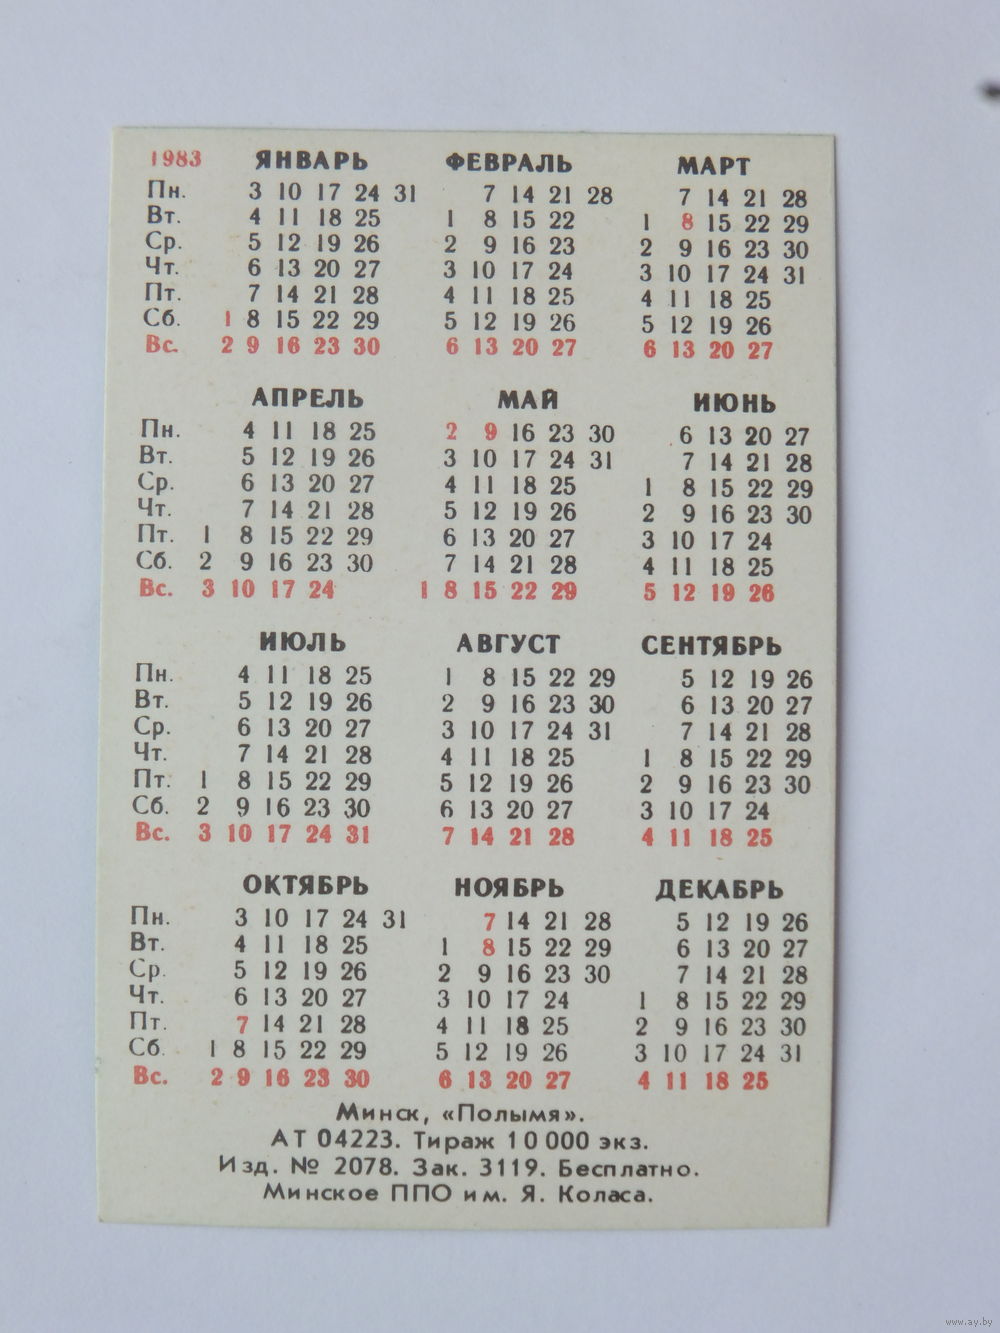 1983 ЯНВАРЬ ФЕВРАЛЬ МАРТ
Пн. 3 10 17 24 31 7 14 21 28 7 14 21 28
Вт. 4 11 18 25 1 8 15 22 1 8 15 22 29
Ср. 5 12 19 26 2 9 16 23 2 9 16 23 30
Чт. 6 13 20 27 3 10 17 24 3 10 17 24 31
Пт. 7 14 21 28 4 11 18 25 4 11 18 25
Сб. 1 8 15 22 29 5 12 19 26 5 12 19 26
Вс. 2 9 16 23 30 6 13 20 27 6 13 20 27
АПРЕЛЬ МАЙ ИЮНЬ
Пн. 4 11 18 25 2 9 16 23 30 6 13 20 27
Вт. 5 12 19 26 3 10 17 24 31 7 14 21 28
Ср. 6 13 20 27 4 11 18 25 1 8 15 22 29
Чт. 7 14 21 28 5 12 19 26 2 9 16 23 30
Пт. 1 8 15 22 29 6 13 20 27 3 10 17 24
Сб. 2 9 16 23 30 7 14 21 28 4 11 18 25
Вс. 3 10 17 24 1 8 15 22 29 5 12 19 26
ИЮЛЬ АВГУСТ СЕНТЯБРЬ
Пн. 4 11 18 25 1 8 15 22 29 5 12 19 26
Вт. 5 12 19 26 2 9 16 23 30 6 13 20 27
Ср. 6 13 20 27 3 10 17 24 31 7 14 21 28
Чт. 7 14 21 28 4 11 18 25 1 8 15 22 29
Пт. 1 8 15 22 29 5 12 19 26 2 9 16 23 30
Сб. 2 9 16 23 30 6 13 20 27 3 10 17 24
Вс. 3 10 17 24 31 7 14 21 28 4 11 18 25
ОКТЯБРЬ НОЯБРЬ ДЕКАБРЬ
Пн. 3 10 17 24 31 7 14 21 28 5 12 19 26
Вт. 4 11 18 25 1 8 15 22 29 6 13 20 27
Ср. 5 12 19 26 2 9 16 23 30 7 14 21 28
Чт. 6 13 20 27 3 10 17 24 1 8 15 22 29
Пт. 7 14 21 28 4 11 18 25 2 9 16 23 30
Сб. 1 8 15 22 29 5 12 19 26 3 10 17 24 31
Вс. 2 9 16 23 30 6 13 20 27 4 11 18 25
Минск, «Полымя».
АТ 04223. Тираж 10 000 экз.
Изд. № 2078. Зак. 3119. Бесплатно.
Минское ППО им. Я. Коласа.
www.ay.by